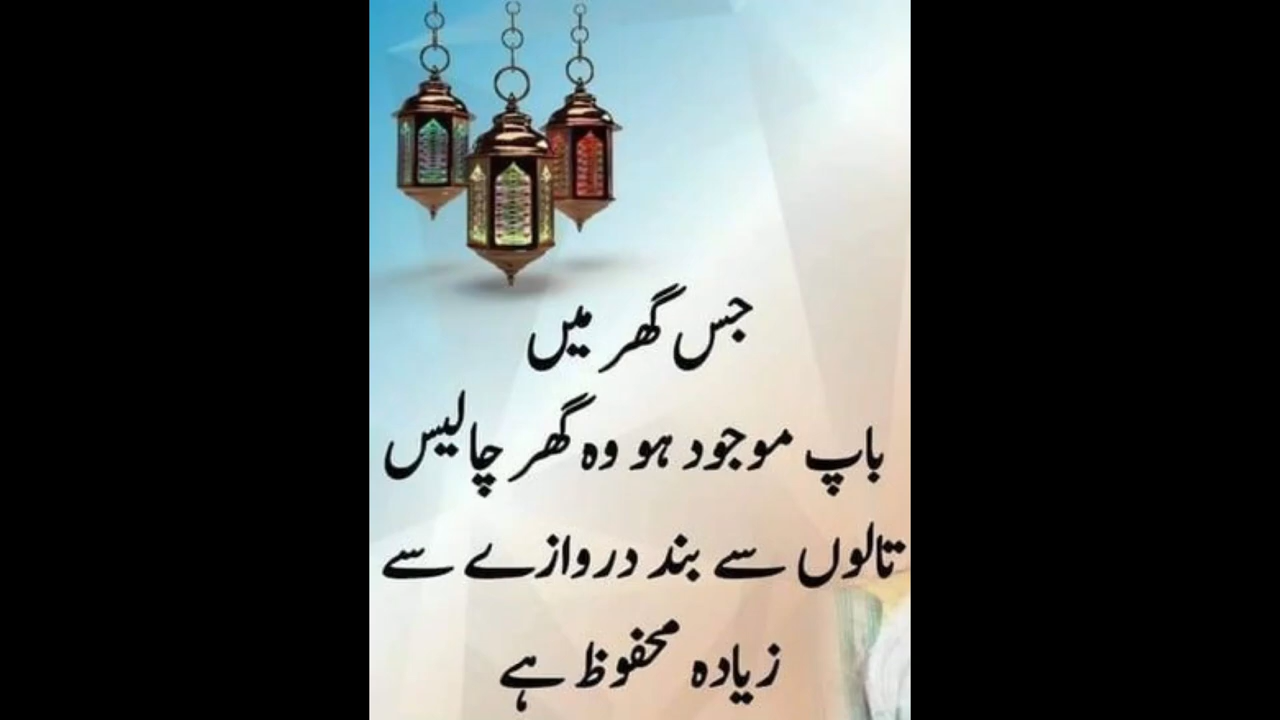 جس گھر میں
باپ موجود ہو وہ گھر چالیس
تالوں سے بند دروازے سے
زیادہ محفوظ ہے